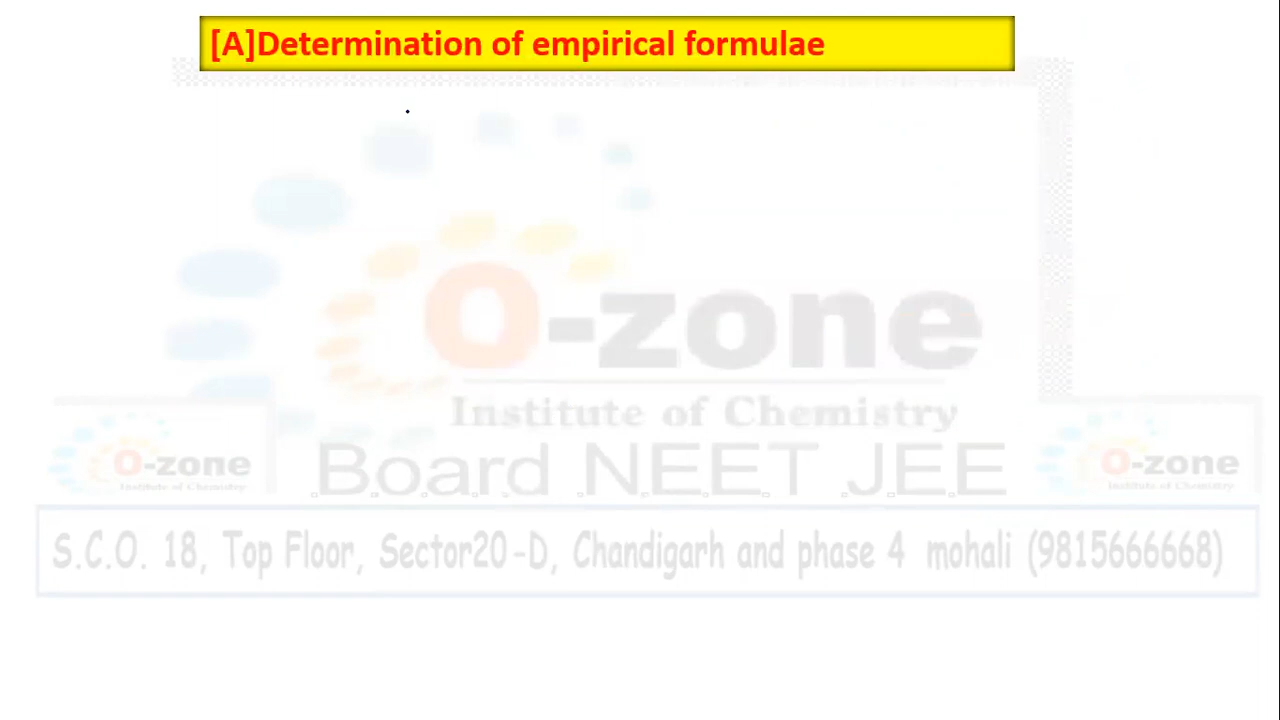 [A]Determination of empirical formulae
O-zone
Institute of Chemistry
Board NEET JEE
O-zone
Institute of Chemistry
O-zone
Institute of Chemistry
S.C.O. 18, Top Floor, Sector20-D, Chandigarh and phase 4 mohali (9815666668)